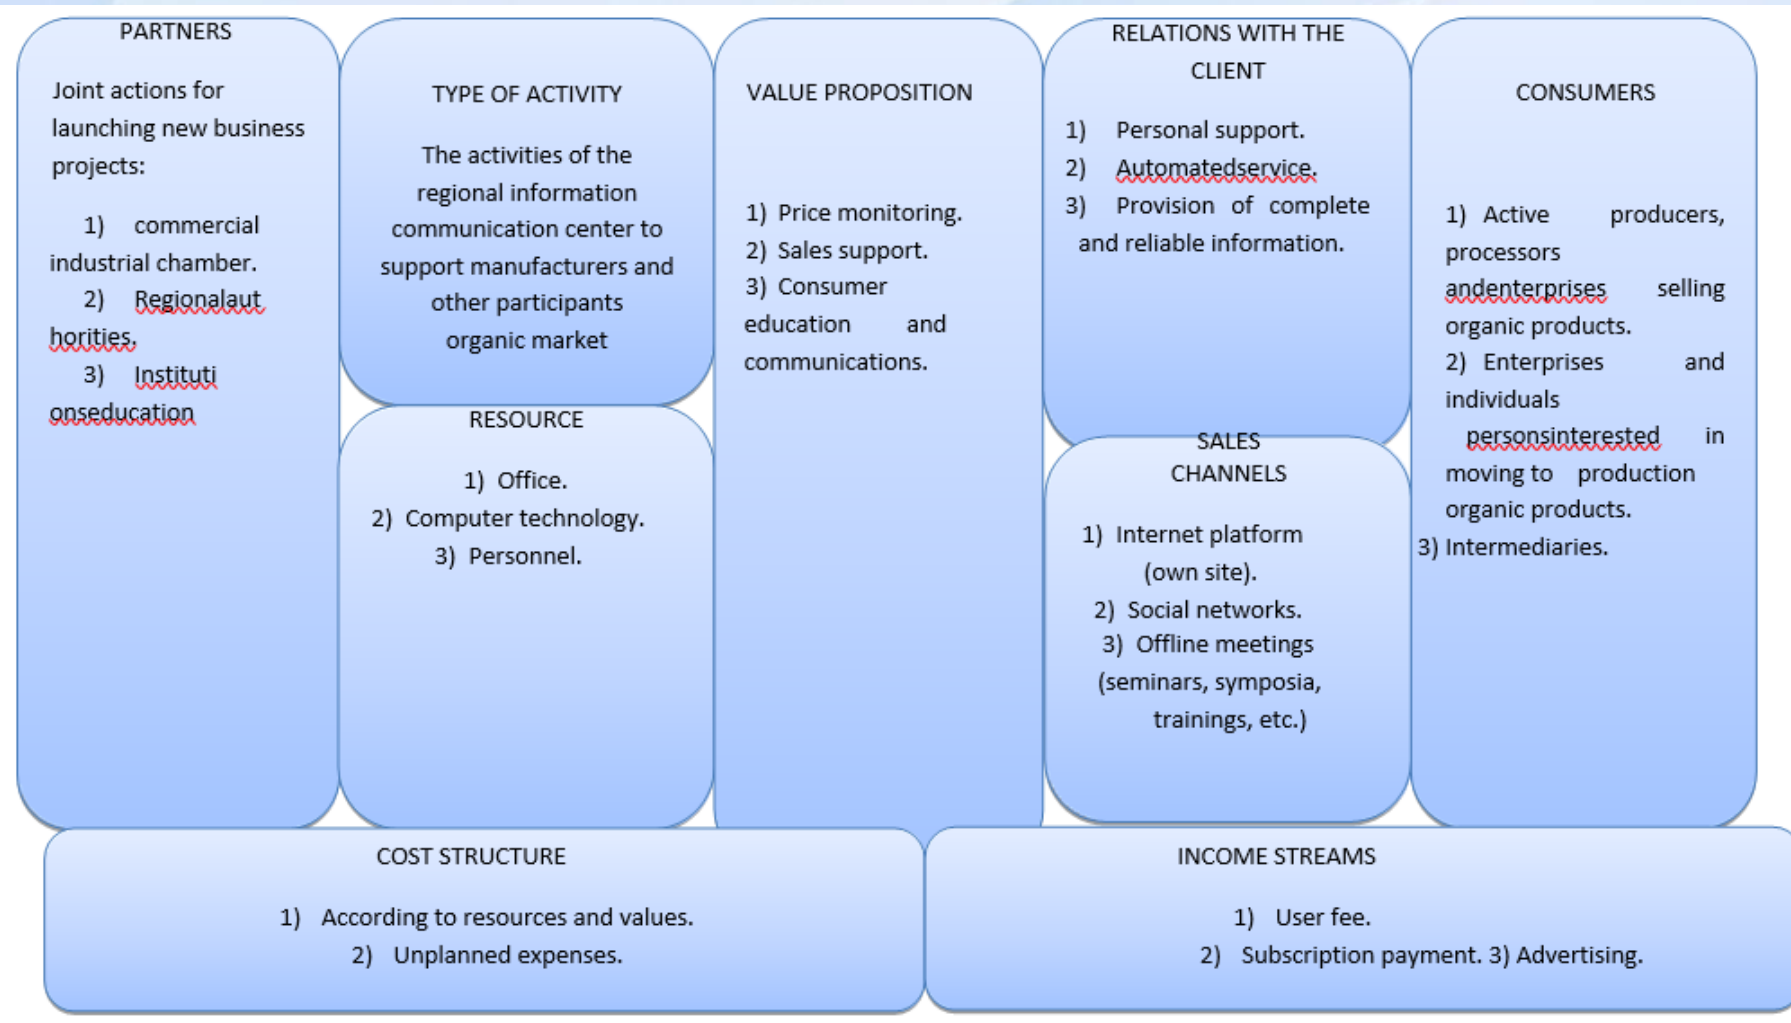 PARTNERS
Joint actions for
launching new business
projects:
1) commercial
industrial chamber.
2) Regionalaut
horities.
3) Instituti
onseducation
TYPE OF ACTIVITY
The activities of the
regional information
communication center to
support manufacturers and
other participants
organic market
RESOURCE
1) Office.
2) Computer technology.
3) Personnel.
VALUE PROPOSITION
1) Price monitoring.
2) Sales support.
3) Consumer
education and
communications.
RELATIONS WITH THE
CLIENT
1) Personal support.
2) Automatedservice.
3) Provision of complete
and reliable information.
SALES
CHANNELS
1) Internet platform
(own site).
2) Social networks.
3) Offline meetings
(seminars, symposia,
trainings, etc.)
CONSUMERS
1) Active producers,
processors
andenterprises selling
organic products.
2) Enterprises and
individuals
personsinterested in
moving to production
organic products.
3) Intermediaries.
COST STRUCTURE
1) According to resources and values.
2) Unplanned expenses.
INCOME STREAMS
1) User fee.
2) Subscription payment. 3) Advertising.